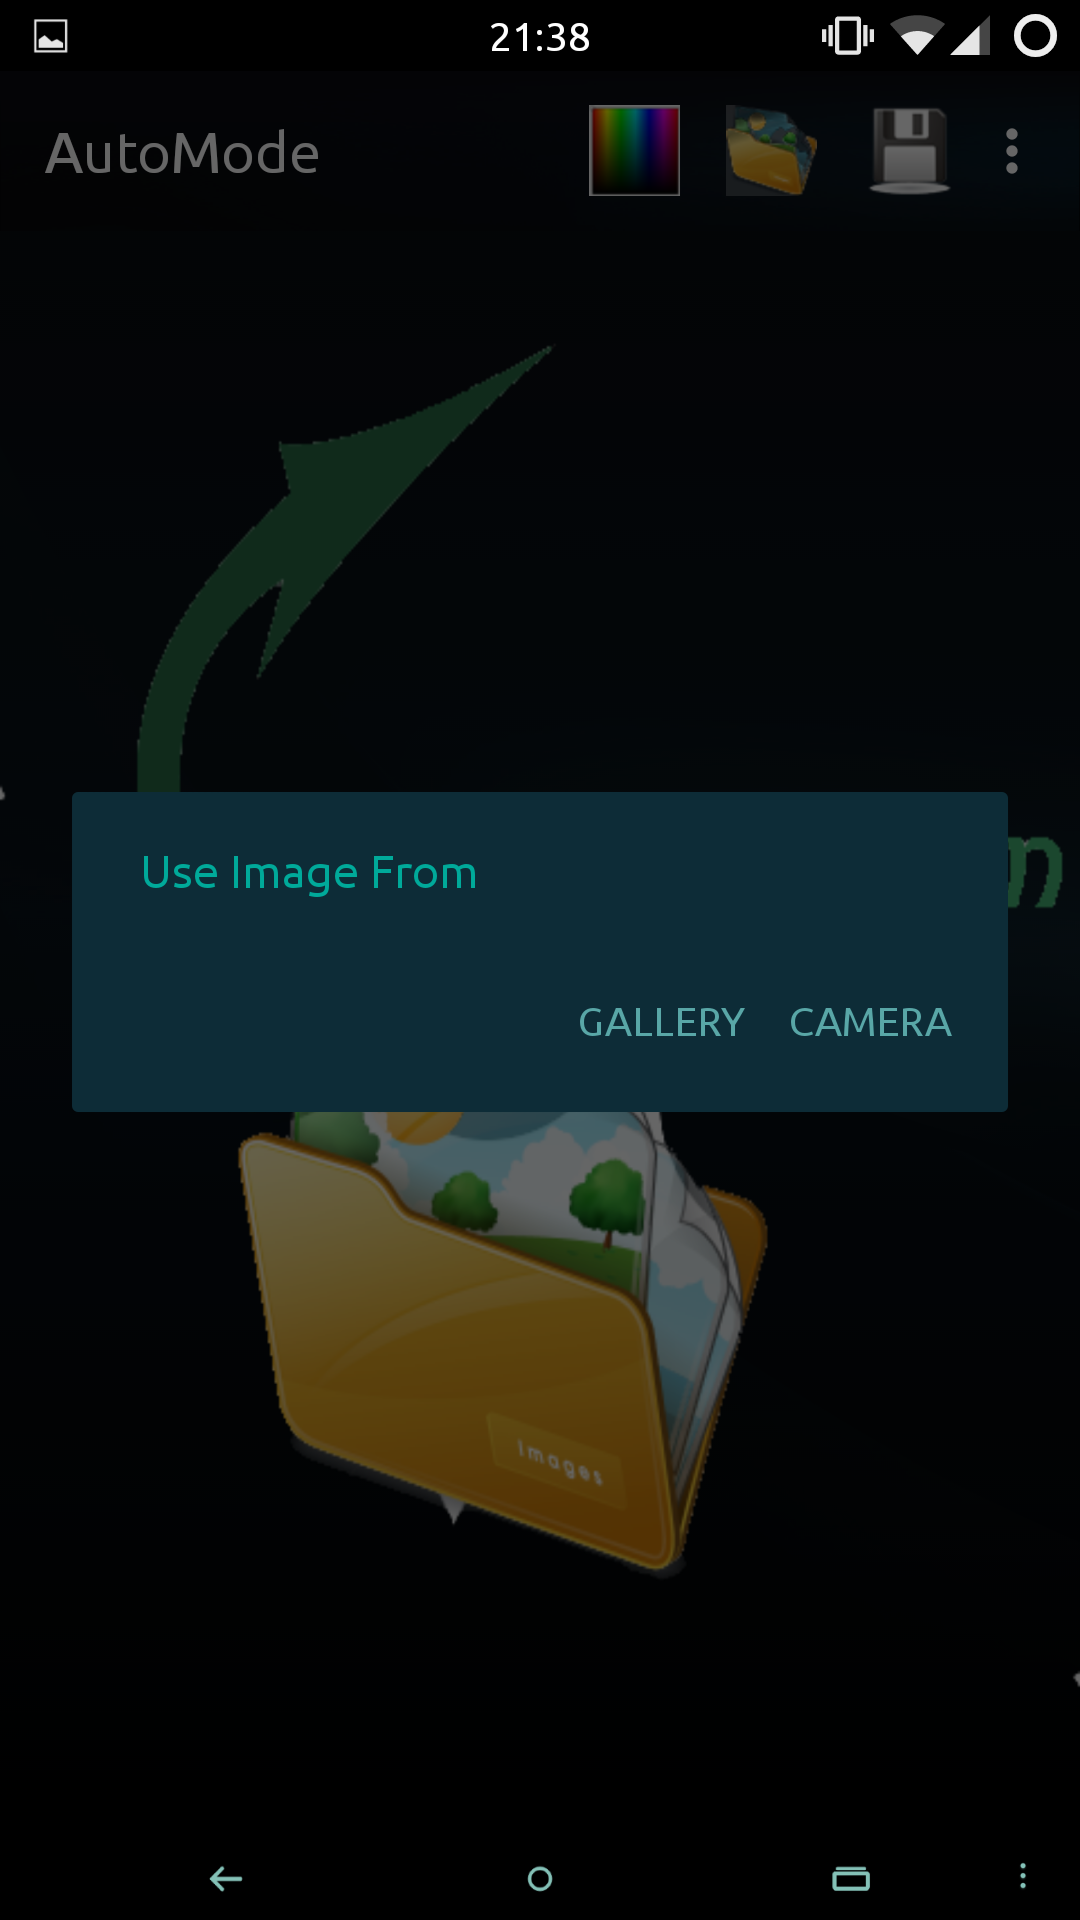 21:38
AutoMode
Use Image From
GALLERY CAMERA
Images